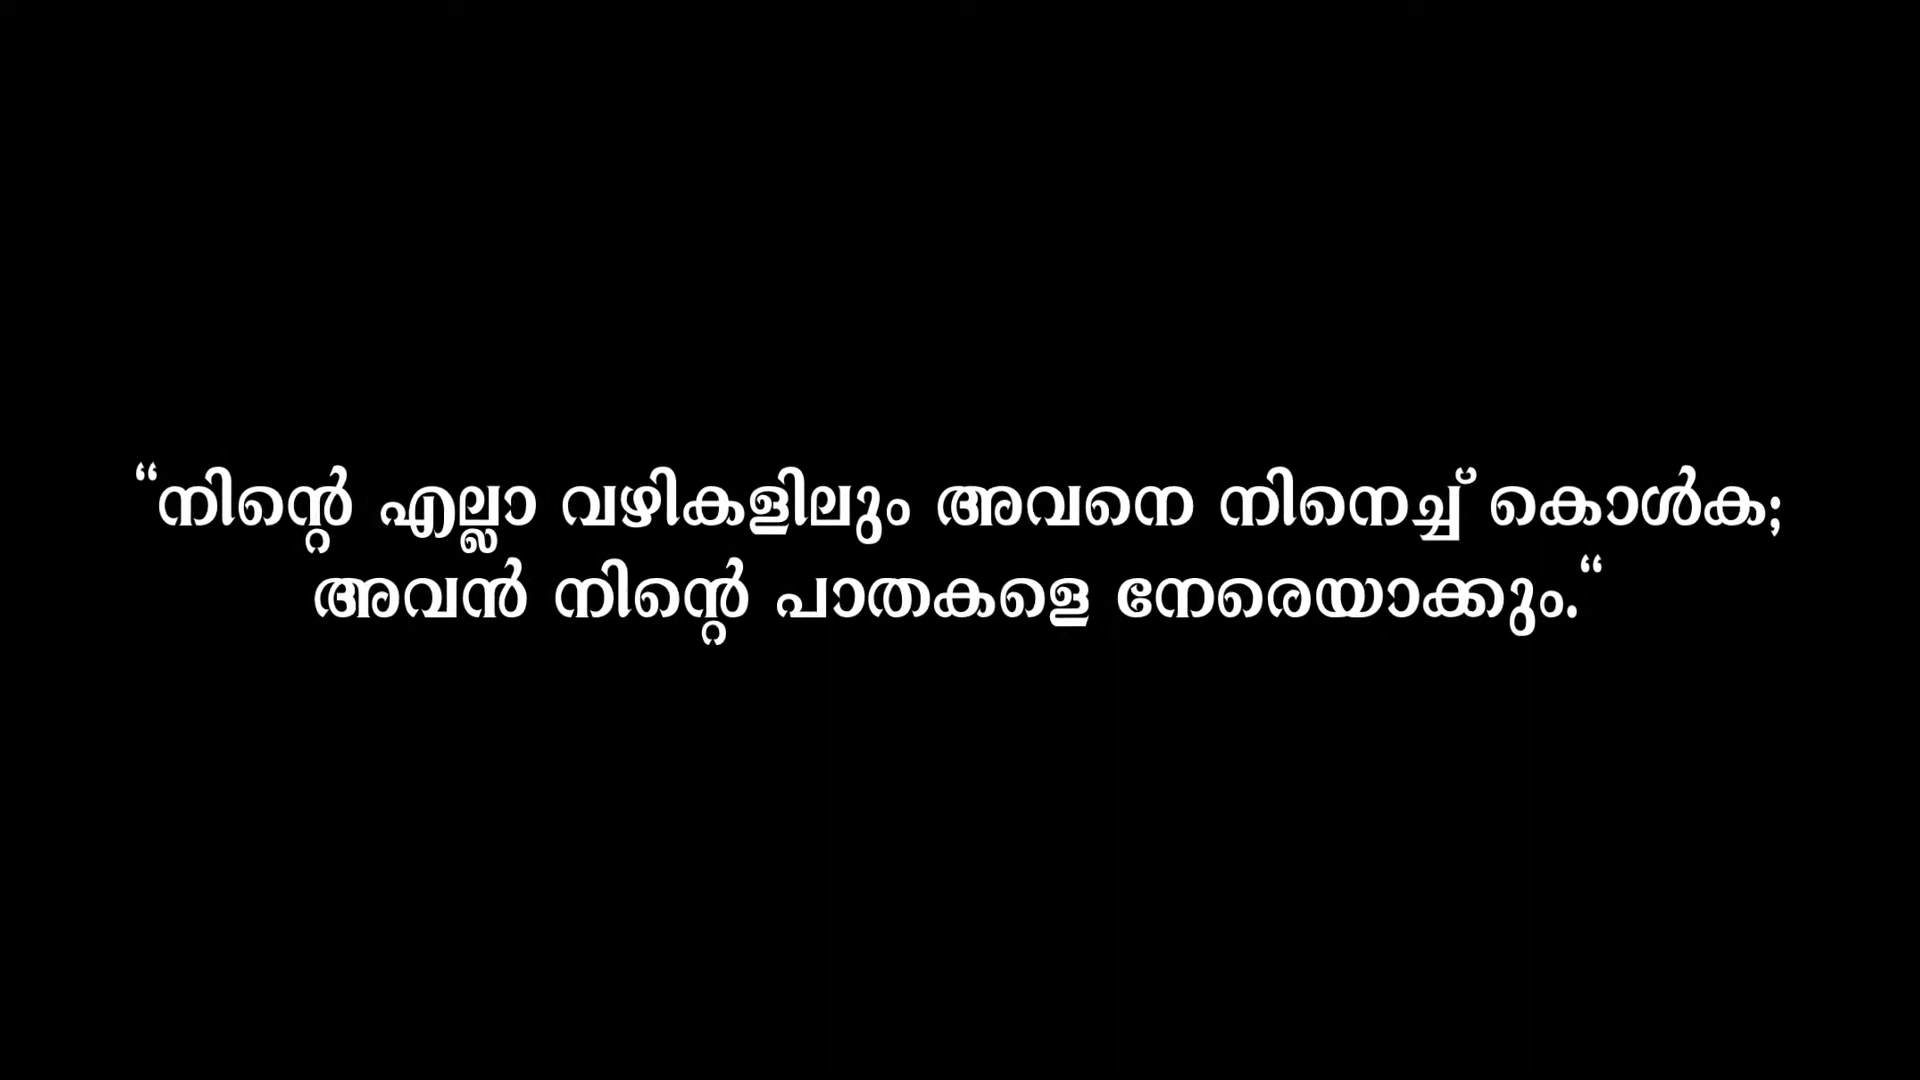 “നിന്റെ എല്ലാ വഴികളിലും അവനെ നിനെച്ച് കൊൾക;
അവൻ നിന്റെ പാതകളെ നേരെയാക്കും.“